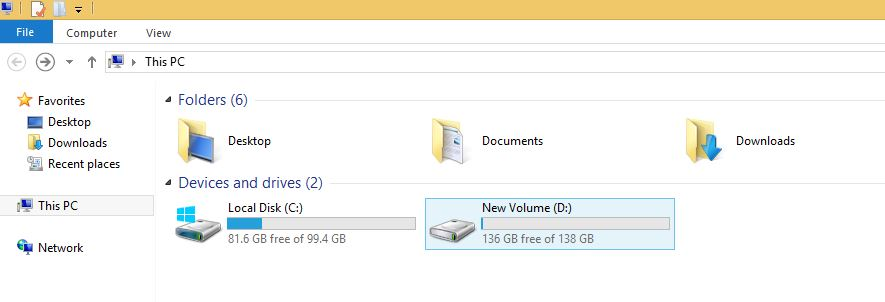 File Computer View
This PC
Favorites
Desktop
Downloads
Recent places
This PC
Network
Folders (6)
Desktop Documents Downloads
Devices and drives (2)
Local Disk (C:)
81.6 GB free of 99.4 GB
New Volume (D:)
136 GB free of 138 GB